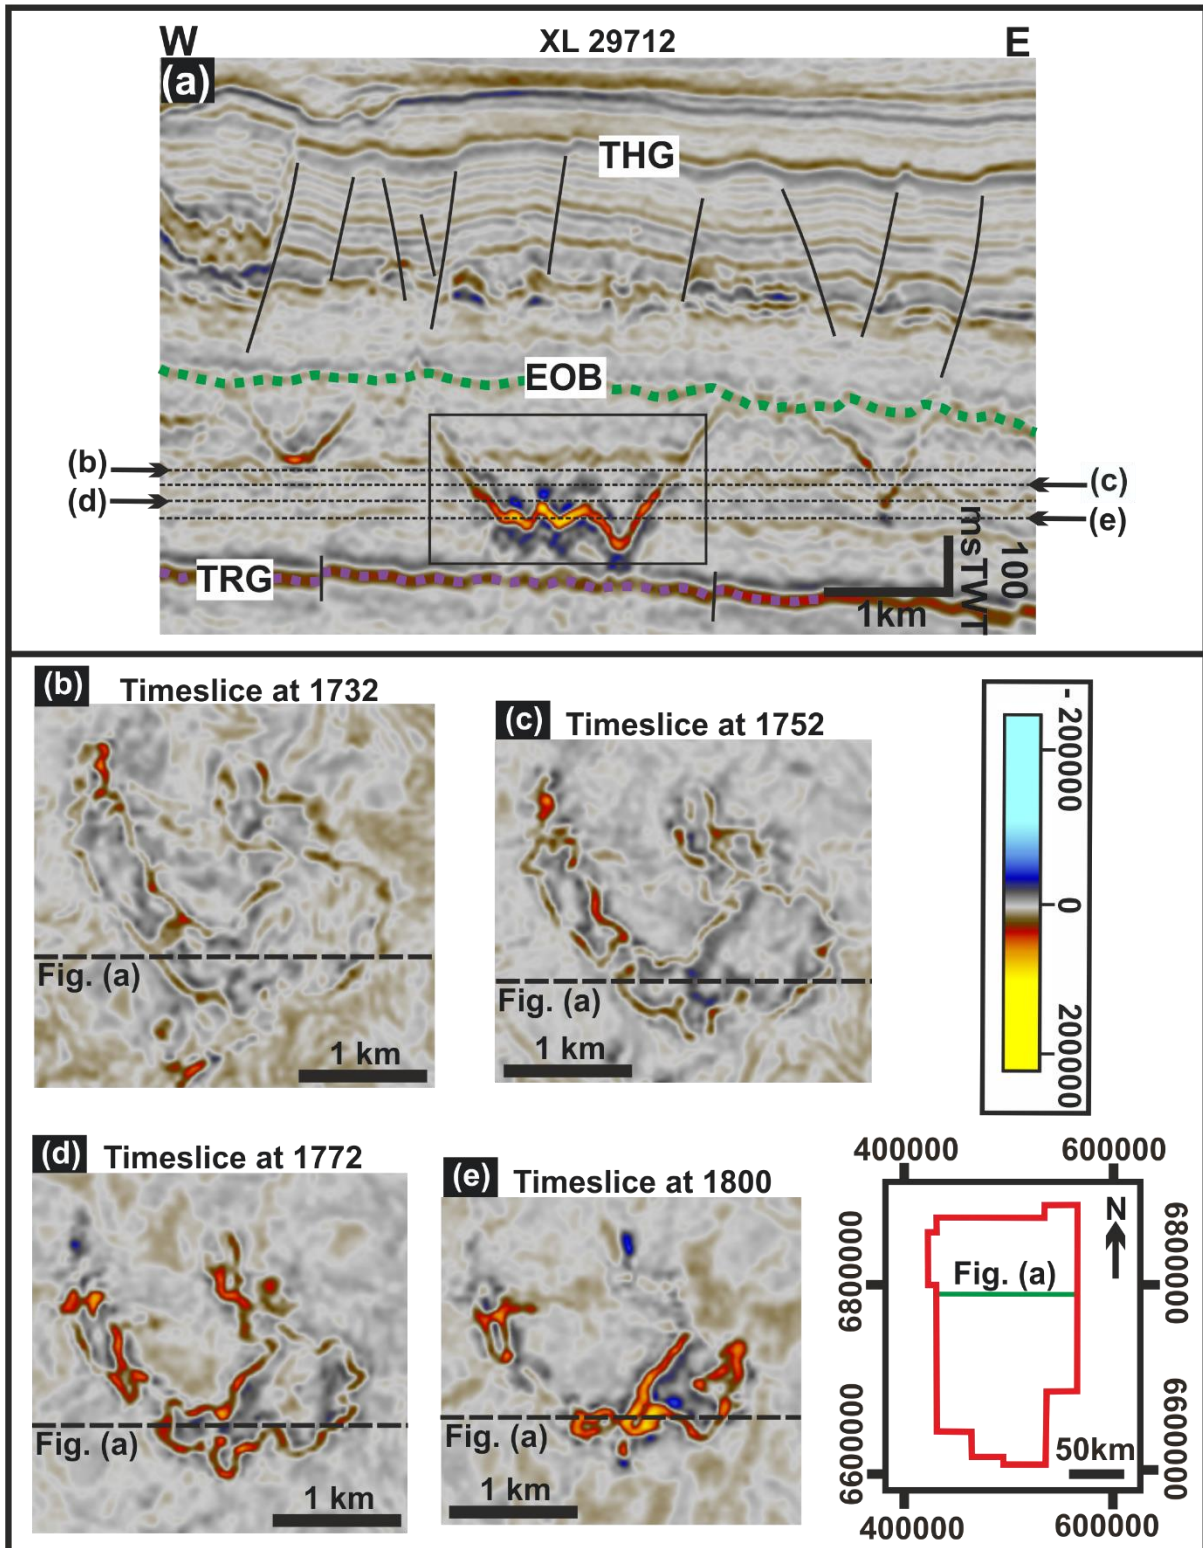 W XL 29712 E
(a)
THG
EOB
(b)
(c)
(d)
(e)
TRG
1km
100
msTWT
(b) Timeslice at 1732
Fig. (a)
1 km
(c) Timeslice at 1752
Fig. (a)
1 km
- 200000
0
200000
(d) Timeslice at 1772
Fig. (a)
1 km
(e) Timeslice at 1800
Fig. (a)
1 km
400000 600000
6800000
6800000
N
Fig. (a)
6600000
6600000
50km
400000 600000